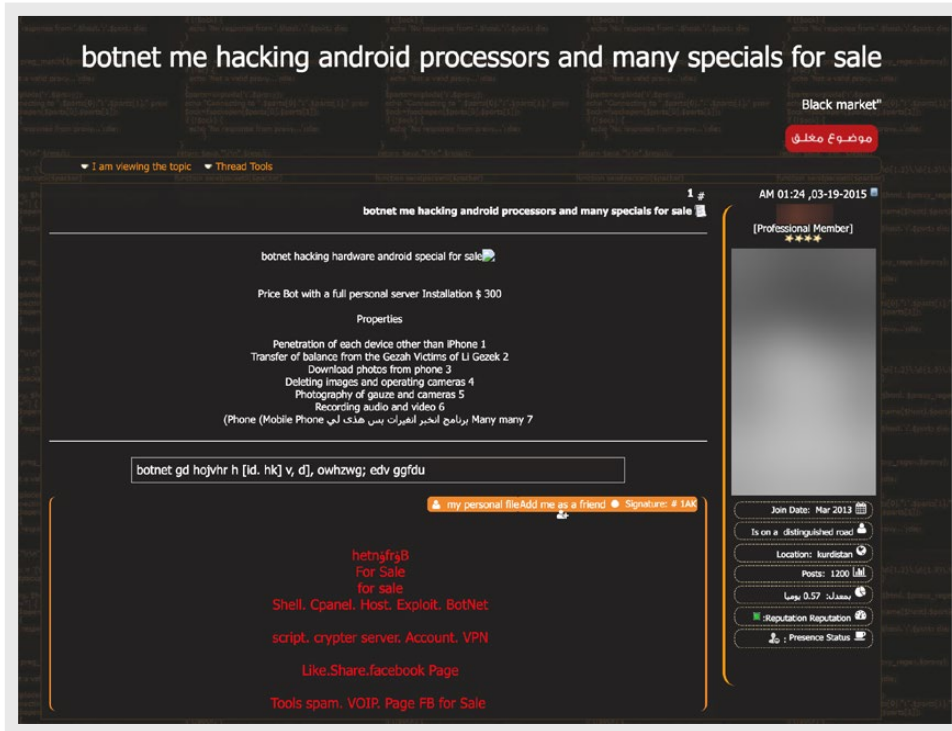 botnet me hacking android processors and many specials for sale
Black market"
موضوع مغلق
I am viewing the topic Thread Tools
1 #
AM 01:24 ,03-19-2015
botnet me hacking android processors and many specials for sale
[Professional Member]
botnet hacking hardware android special for sale
Price Bot with a full personal server Installation $ 300
Properties
Penetration of each device other than iPhone 1
Transfer of balance from the Gezah Victims of Li Gezek 2
Download photos from phone 3
Deleting images and operating cameras 4
Photography of gauze and cameras 5
Recording audio and video 6
(Phone (Mobile Phone برنامج انخبر انفيرات بس هذى لي Many many 7
botnet gd hojvhr h [id. hk] v, d], owhzwg; edv ggfdu
my personal fileAdd me as a friend Signature: # 1AK
hetnۆfrۆB
For Sale
for sale
Shell. Cpanel. Host. Exploit. BotNet
script. crypter server. Account. VPN
Like.Share.facebook Page
Tools spam. VOIP. Page FB for Sale
Join Date: Mar 2013
Is on a distinguished road
Location: kurdistan
Posts: 1200
بمعدل: 0.57 يوميا
:Reputation Reputation
: Presence Status